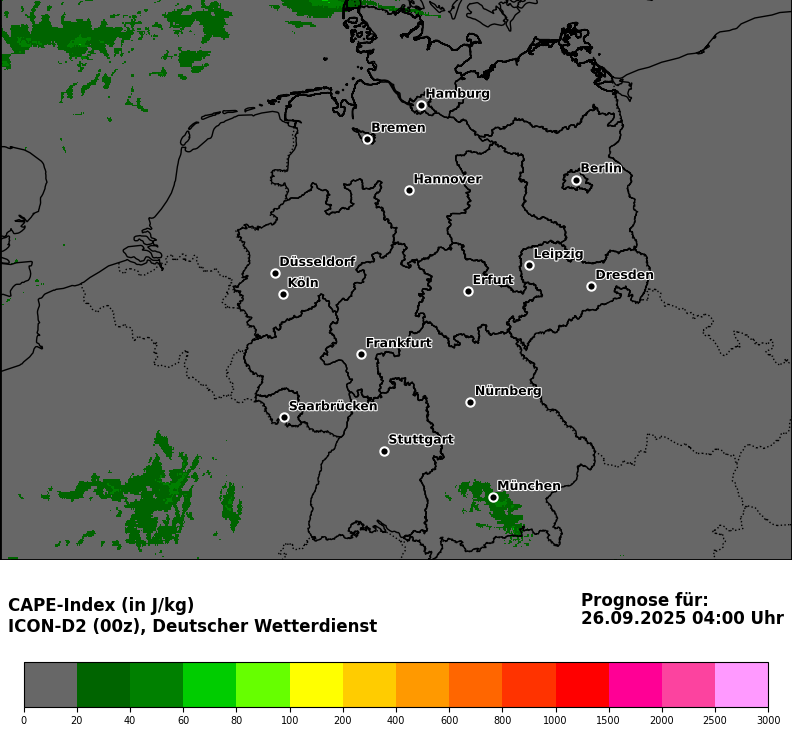 Hamburg
Bremen
Berlin
Hannover
Leipzig
Düsseldorf
Dresden
Köln
Erfurt
Frankfurt
Nürnberg
Saarbrücken
Stuttgart
München
CAPE-Index (in J/kg)
ICON-D2 (00z), Deutscher Wetterdienst
Prognose für:
26.09.2025 04:00 Uhr
0 20 40 60 80 100 200 400 600 800 1000 1500 2000 2500 3000